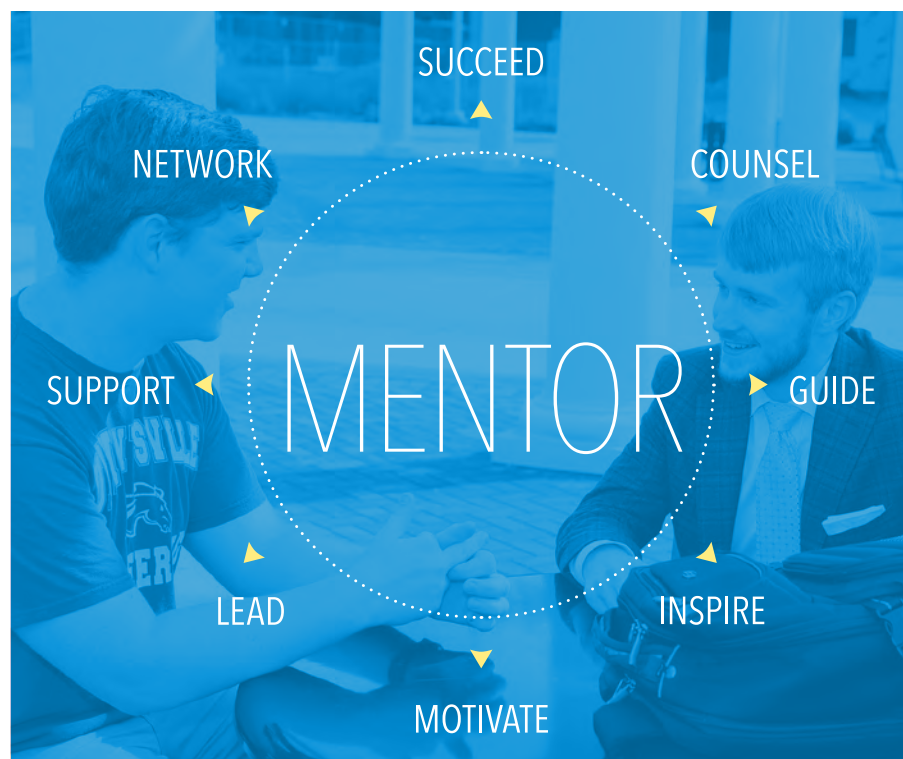 SUCCEED
NETWORK
COUNSEL
MENTOR
SUPPORT
GUIDE
LEAD
INSPIRE
MOTIVATE